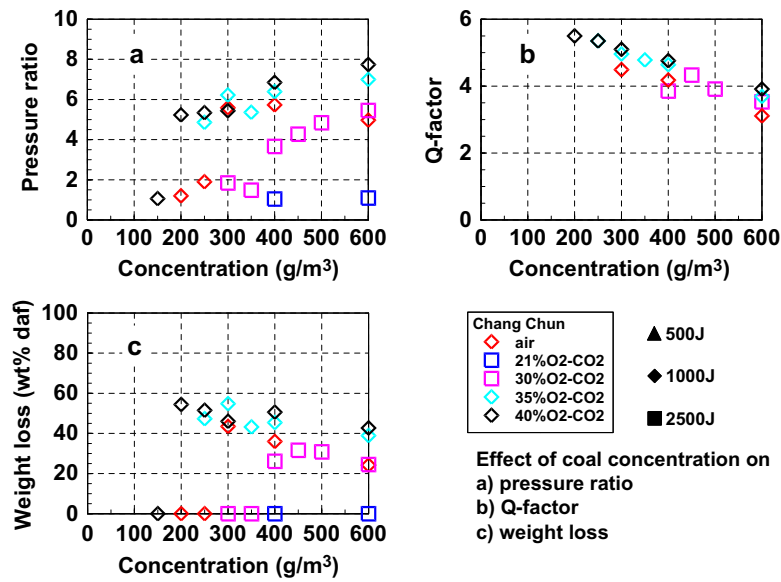 a
Pressure ratio
10
8
6
4
2
0
0 100 200 300 400 500 600
Concentration (g/m³)
b
Q-factor
6
4
2
0
0 100 200 300 400 500 600
Concentration (g/m³)
c
Weight loss (wt% daf)
100
80
60
40
20
0
0 100 200 300 400 500 600
Concentration (g/m³)
Chang Chun
air
21%O2-CO2
30%O2-CO2
35%O2-CO2
40%O2-CO2
500J
1000J
2500J
Effect of coal concentration on
a) pressure ratio
b) Q-factor
c) weight loss